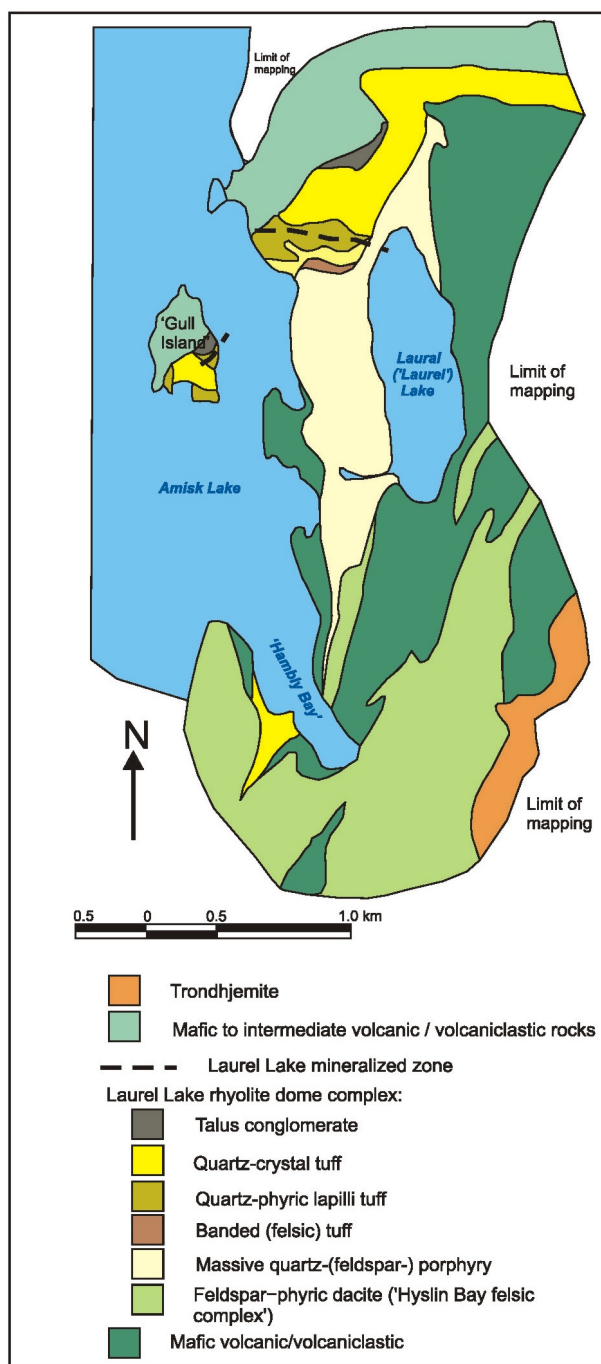 Limit of
mapping
'Gull
Island'
Laural
('Laurel')
Lake
Limit of
mapping
Amisk Lake
'Hambly Bay'
N
Limit of
mapping
0.5 0 0.5 1.0 km
Trondhjemite
Mafic to intermediate volcanic / volcaniclastic rocks
Laurel Lake mineralized zone
Laurel Lake rhyolite dome complex:
Talus conglomerate
Quartz-crystal tuff
Quartz-phyric lapilli tuff
Banded (felsic) tuff
Massive quartz-(feldspar-) porphyry
Feldspar–phyric dacite ('Hyslin Bay felsic
complex')
Mafic volcanic/volcaniclastic